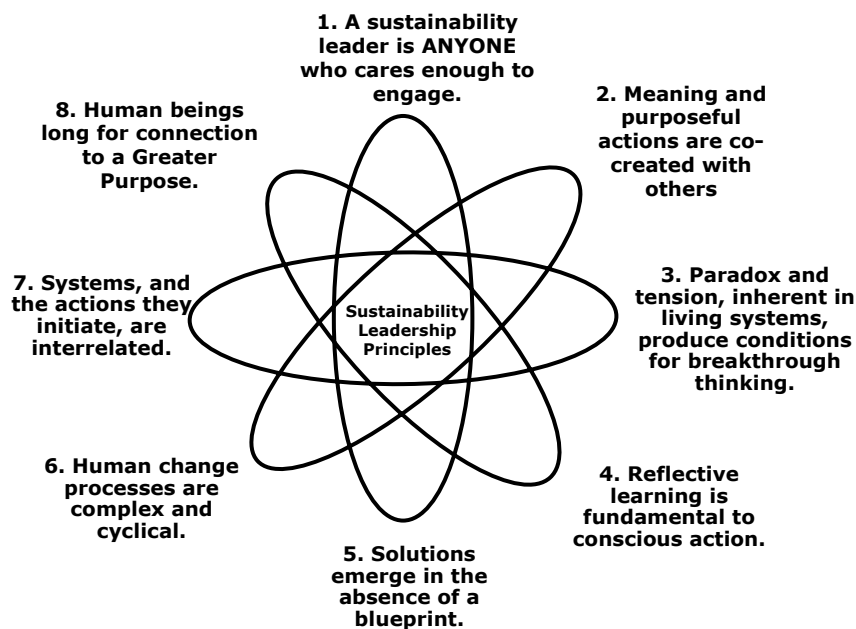 1. A sustainability
leader is ANYONE
who cares enough to
engage.
2. Meaning and
purposeful
actions are co-
created with
others
3. Paradox and
tension, inherent in
living systems,
produce conditions
for breakthrough
thinking.
4. Reflective
learning is
fundamental to
conscious action.
5. Solutions
emerge in the
absence of a
blueprint.
6. Human change
processes are
complex and
cyclical.
7. Systems, and
the actions they
initiate, are
interrelated.
8. Human beings
long for connection
to a Greater
Purpose.
Sustainability
Leadership
Principles